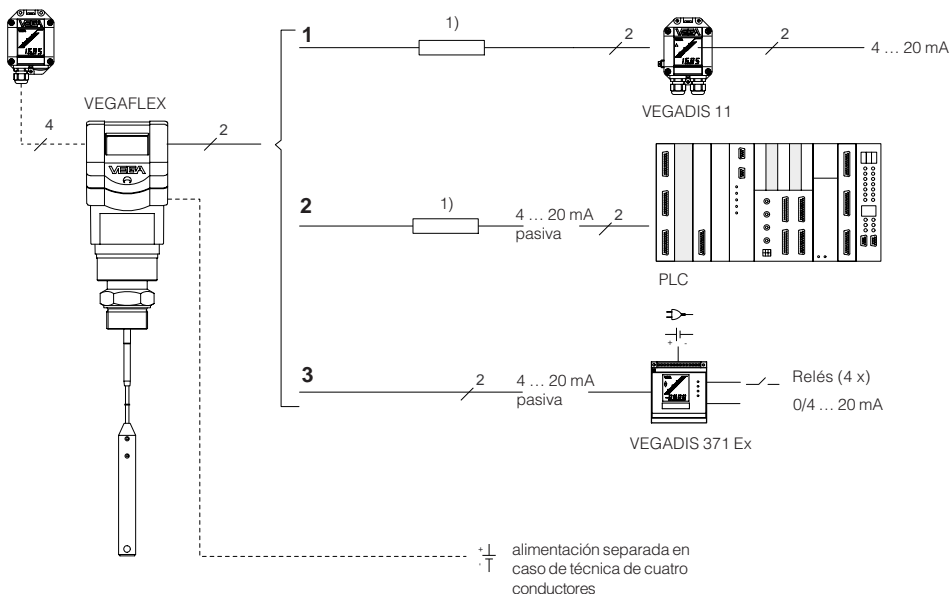 VEGAFLEX
4
2
VEGA
1
1)
2
2
4 … 20 mA
VEGADIS 11
2
1)
4 … 20 mA
pasiva
2
PLC
3
2
4 … 20 mA
pasiva
+ -
Relés (4 x)
0/4 … 20 mA
VEGADIS 371 Ex
+
-
alimentación separada en
caso de técnica de cuatro
conductores